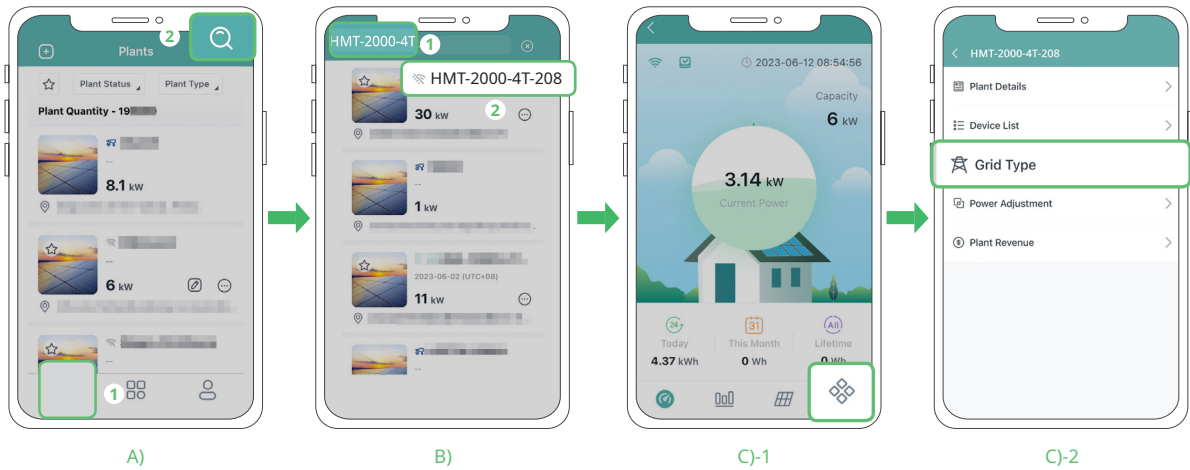 2
Plants
Plant Status
Plant Type
Plant Quantity - 19
--
8.1 kw
6 kw
--
1
A)
HMT-2000-4T
1
HMT-2000-4T-208
2
30 kw
--
1 kw
2023-06-02 (UTC+08)
11 kw
--
B)
2023-06-12 08:54:56
Capacity
6 kw
3.14 kw
Current Power
24
31
All
Today
This Month
Lifetime
4.37 kWh
0 Wh
0 Wh
C)-1
HMT-2000-4T-208
Plant Details
Device List
Grid Type
Power Adjustment
Plant Revenue
C)-2